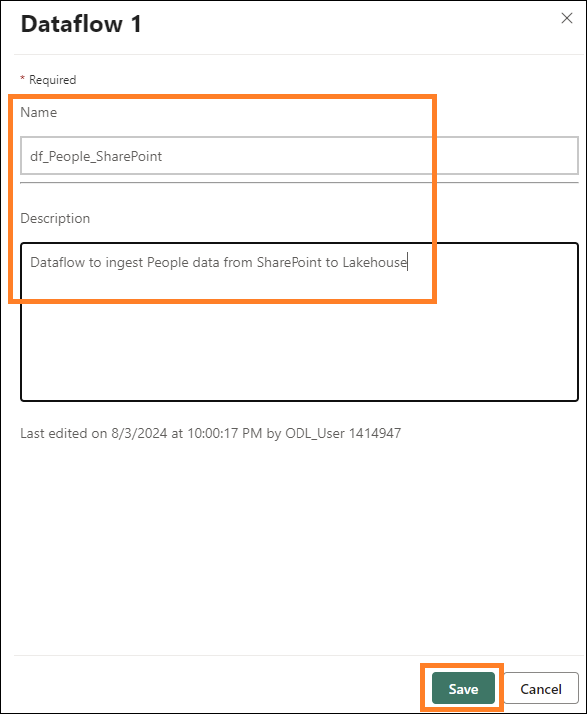 Dataflow 1
* Required
Name
df_People_SharePoint
Description
Dataflow to ingest People data from SharePoint to Lakehouse
Last edited on 8/3/2024 at 10:00:17 PM by ODL_User 1414947
Save Cancel